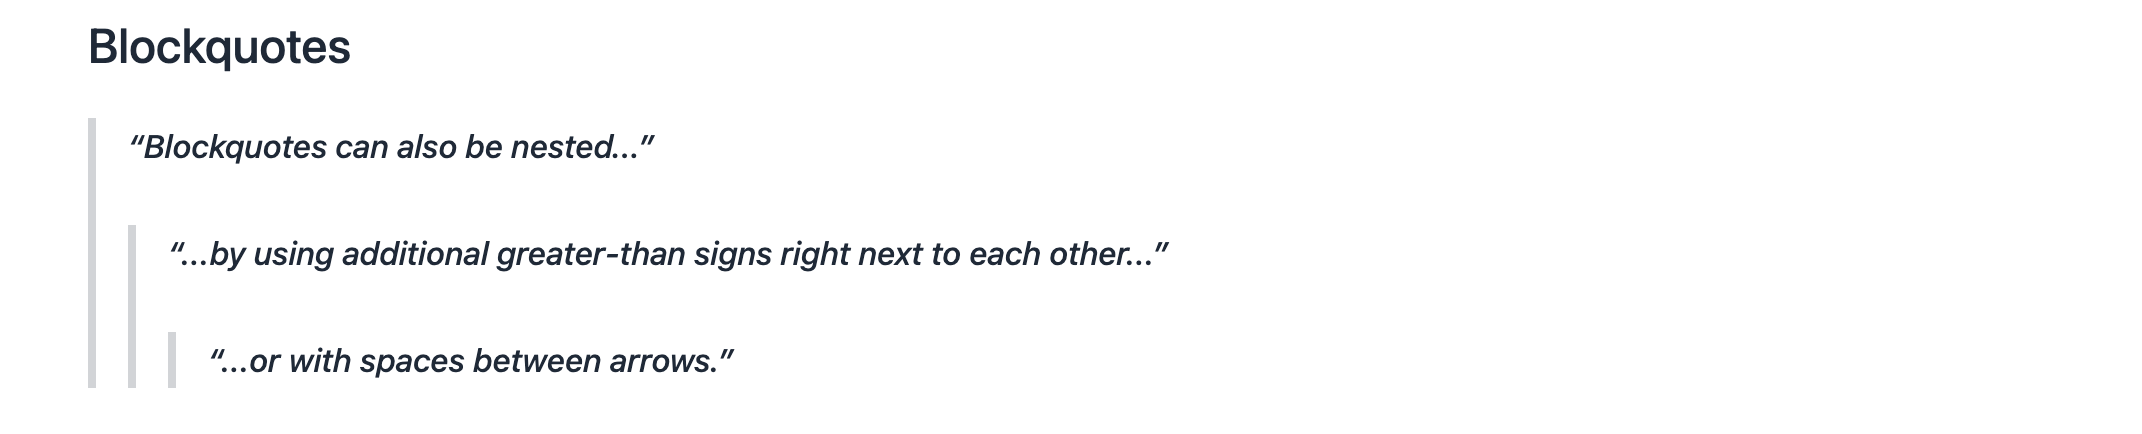 Blockquotes
“Blockquotes can also be nested...”
“...by using additional greater-than signs right next to each other...”
“...or with spaces between arrows.”